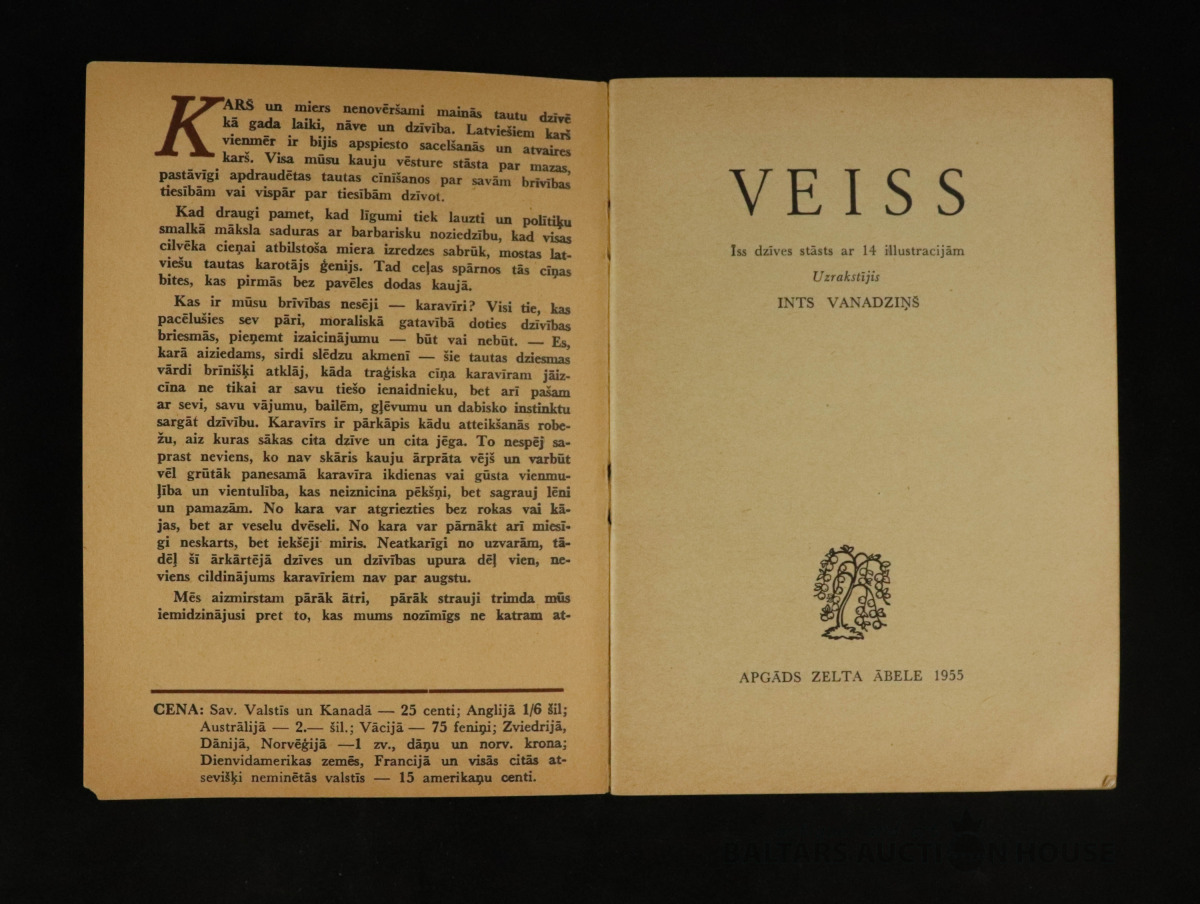 KARS un miers nenovēršami mainās tautu dzīvē
kā gada laiki, nāve un dzīvība. Latviešiem karš
vienmēr ir bijis apspiesto sacelšanās un atvaires
karš. Visa mūsu kauju vēsture stāsta par mazas,
pastāvīgi apdraudētas tautas cīnīšanos par savām brīvības
tiesībām vai vispār par tiesībām dzīvot.
Kad draugi pamet, kad līgumi tiek lauzti un polītiķu
smalkā māksla saduras ar barbarisku noziedzību, kad visas
cilvēka cieņai atbilstoša miera izredzes sabrūk, mostas lat-
viešu tautas karotājs ģenijs. Tad ceļas spārnos tās cīņas
bites, kas pirmās bez pavēles dodas kaujā.
Kas ir mūsu brīvības nesēji — karavīri? Visi tie, kas
pacēlušies sev pāri, moraliskā gatavībā doties dzīvības
briesmās, pieņemt izaicinājumu — būt vai nebūt. — Es,
karā aiziedams, sirdi slēdzu akmenī — šie tautas dziesmas
vārdi brīnišķi atklāj, kāda traģiska cīņa karavīram jāiz-
cīna ne tikai ar savu tiešo ienaidnieku, bet arī pašam
ar sevi, savu vājumu, bailēm, gļēvumu un dabisko instinktu
sargāt dzīvību. Karavīrs ir pārkāpis kādu atteikšanās robe-
žu, aiz kuras sākas cita dzīve un cita jēga. To nespēj sa-
prast neviens, ko nav skāris kauju ārprāta vējš un varbūt
vēl grūtāk panesamā karavīra ikdienas vai gūsta vienmu-
ļība un vientulība, kas neiznicina pēkšņi, bet sagrauj lēni
un pamazām. No kara var atgriezties bez rokas vai kā-
jas, bet ar veselu dvēseli. No kara var pārnākt arī miesī-
gi neskarts, bet iekšēji miris. Neatkarīgi no uzvarām, tā-
dēļ šī ārkārtējā dzīves un dzīvības upura dēļ vien, ne-
viens cildinājums karavīriem nav par augstu.
Mēs aizmirstam pārāk ātri, pārāk strauji trimda mūs
iemidzinājusi pret to, kas mums nozīmīgs ne katram at-
CENA: Sav. Valstīs un Kanadā — 25 centi; Anglijā 1/6 šil;
Austrālijā — 2.— šil.; Vācijā — 75 feniņi; Zviedrijā,
Dānijā, Norvēģijā —1 zv., dāņu un norv. krona;
Dienvidamerikas zemēs, Francijā un visās citās at-
sevišķi neminētās valstīs — 15 amerikaņu centi.
VEISS
Iss dzīves stāsts ar 14 illustracijām
Uzrakstījis
INTS VANADZIŅŠ
APGĀDS ZELTA ĀBELE 1955
BALTARS AUCTION HOUSE